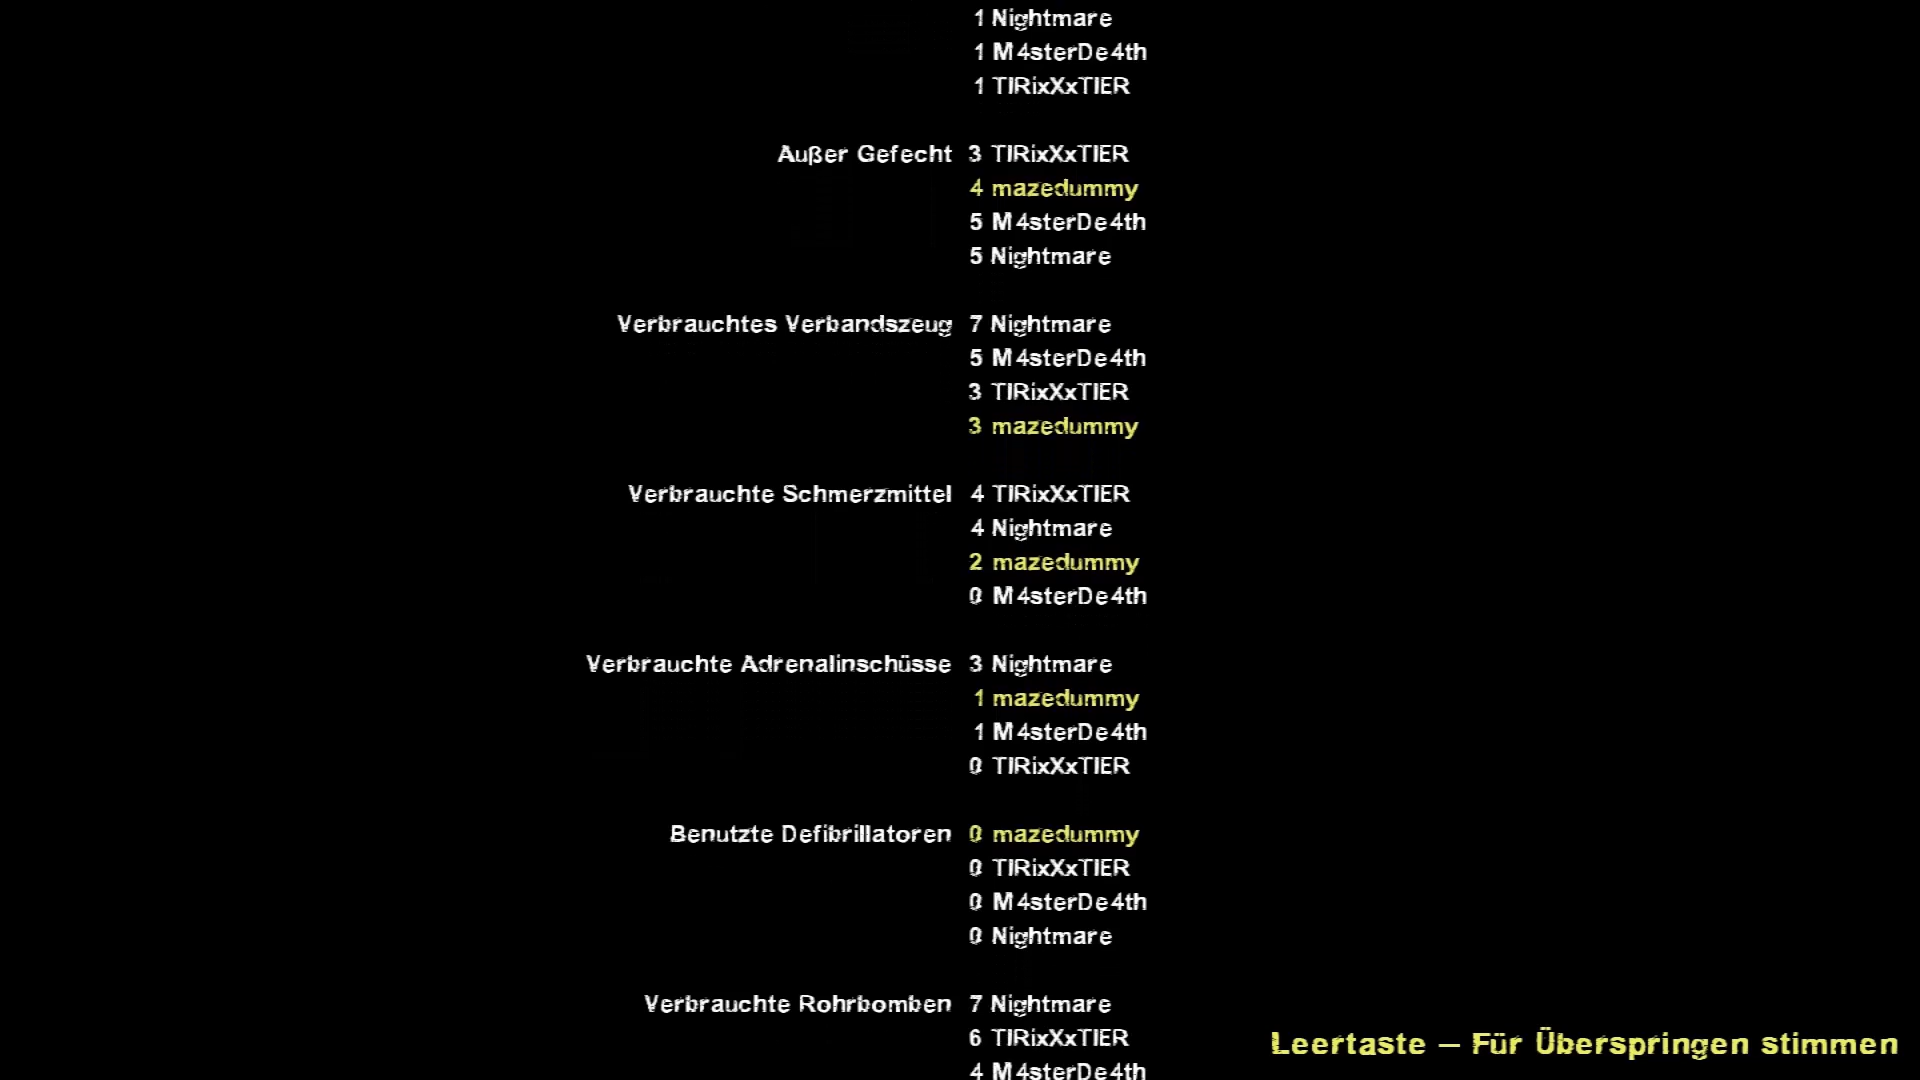 1 Nightmare
1 M4sterDe4th
1 TIRixXxTIER
Außer Gefecht 3 TIRixXxTIER
4 mazedummy
5 M4sterDe4th
5 Nightmare
Verbrauchtes Verbandszeug 7 Nightmare
5 M4sterDe4th
3 TIRixXxTIER
3 mazedummy
Verbrauchte Schmerzmittel 4 TIRixXxTIER
4 Nightmare
2 mazedummy
0 M4sterDe4th
Verbrauchte Adrenalinschüsse 3 Nightmare
1 mazedummy
1 M4sterDe4th
0 TIRixXxTIER
Benutzte Defibrillatoren 0 mazedummy
0 TIRixXxTIER
0 M4sterDe4th
0 Nightmare
Verbrauchte Rohrbomben 7 Nightmare
6 TIRixXxTIER
4 M4sterDe4th
Leertaste – Für Überspringen stimmen